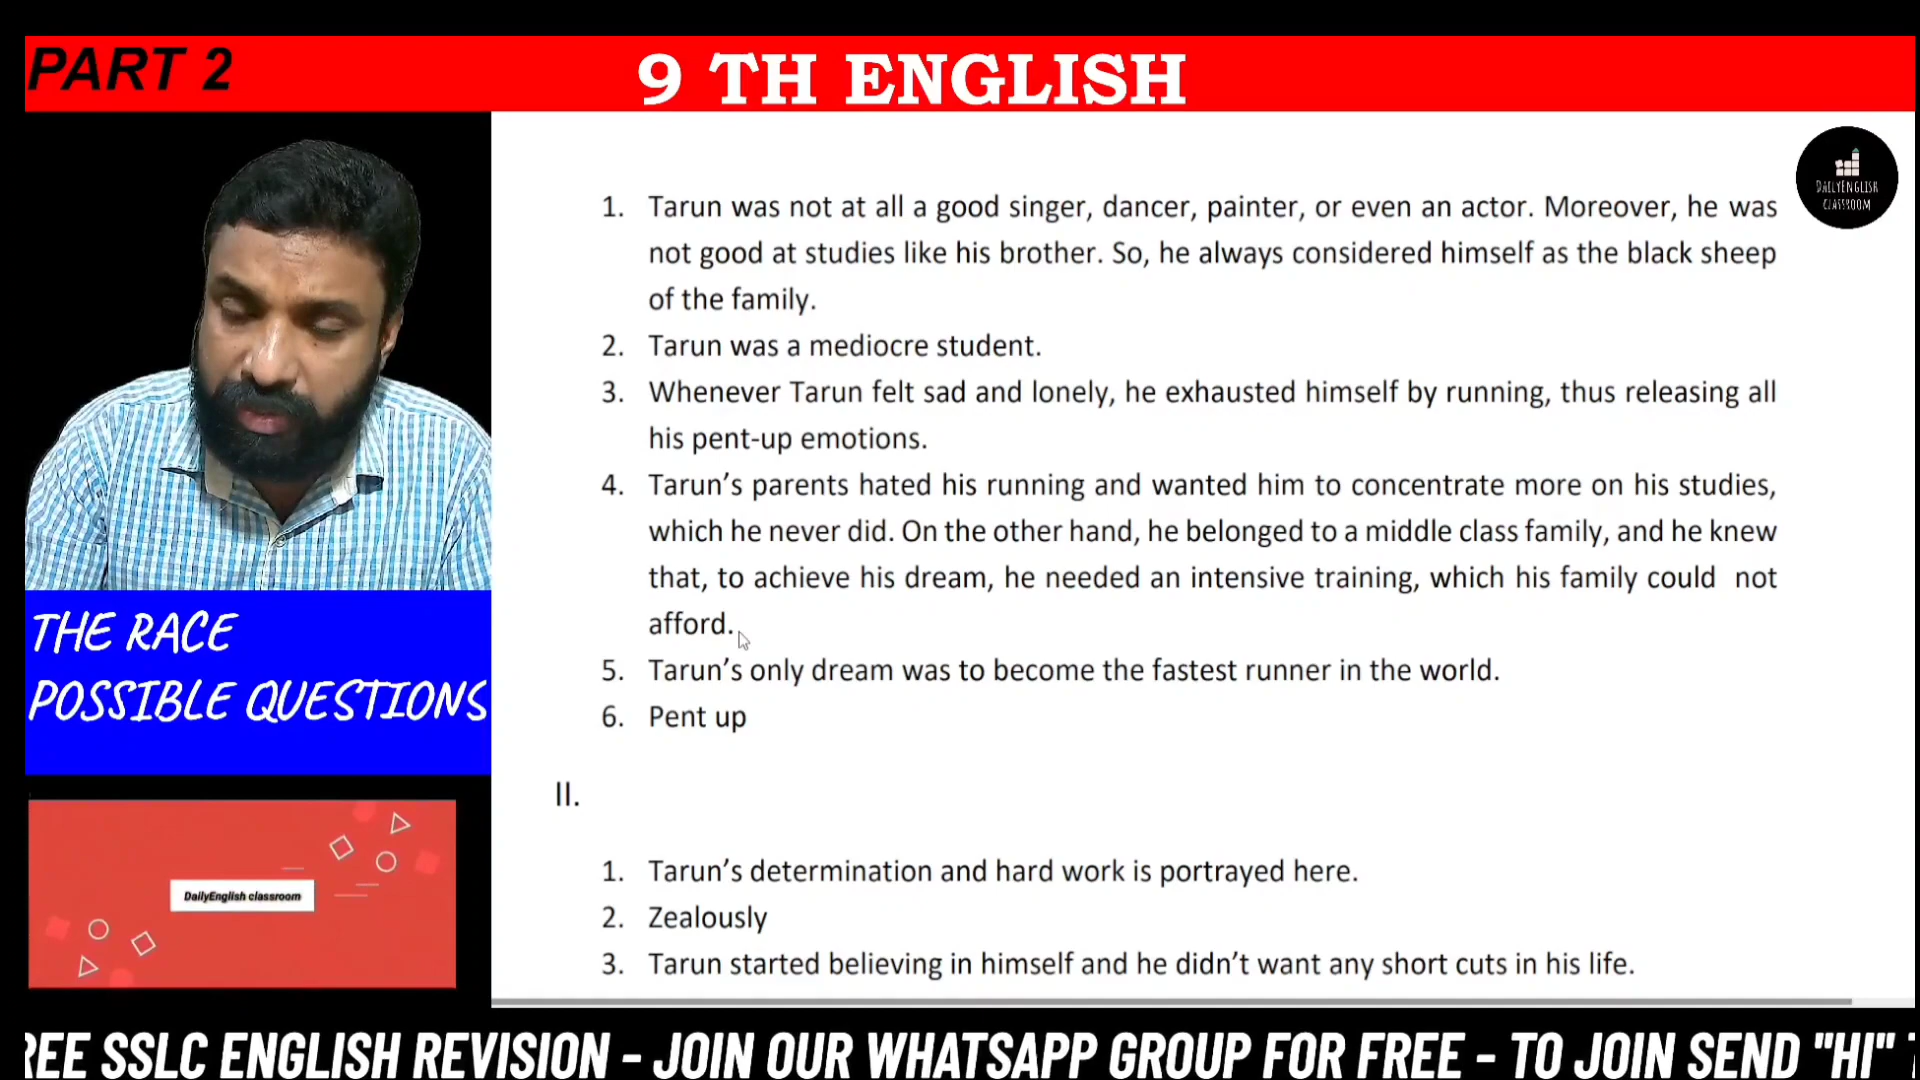 PART 2
9 TH ENGLISH
DAILYENGLISH
CLASSROOM
1. Tarun was not at all a good singer, dancer, painter, or even an actor. Moreover, he was
not good at studies like his brother. So, he always considered himself as the black sheep
of the family.
2. Tarun was a mediocre student.
3. Whenever Tarun felt sad and lonely, he exhausted himself by running, thus releasing all
his pent-up emotions.
4. Tarun’s parents hated his running and wanted him to concentrate more on his studies,
which he never did. On the other hand, he belonged to a middle class family, and he knew
that, to achieve his dream, he needed an intensive training, which his family could not
afford.
5. Tarun’s only dream was to become the fastest runner in the world.
6. Pent up
II.
1. Tarun’s determination and hard work is portrayed here.
2. Zealously
3. Tarun started believing in himself and he didn’t want any short cuts in his life.
THE RACE
POSSIBLE QUESTIONS
DailyEnglish classroom
REE SSLC ENGLISH REVISION - JOIN OUR WHATSAPP GROUP FOR FREE - TO JOIN SEND "HI"